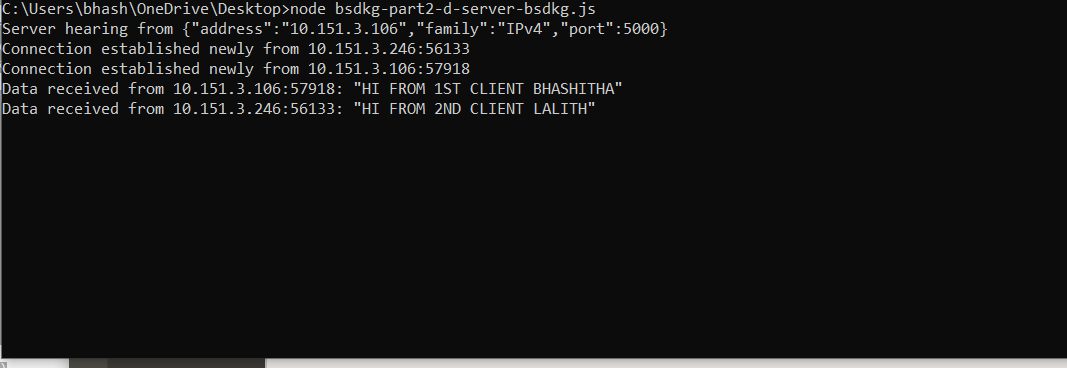 C:\Users\bhash\OneDrive\Desktop>node bsdkg-part2-d-server-bsdkg.js
Server hearing from {"address":"10.151.3.106","family":"IPv4","port":5000}
Connection established newly from 10.151.3.246:56133
Connection established newly from 10.151.3.106:57918
Data received from 10.151.3.106:57918: "HI FROM 1ST CLIENT BHASHITHA"
Data received from 10.151.3.246:56133: "HI FROM 2ND CLIENT LALITH"